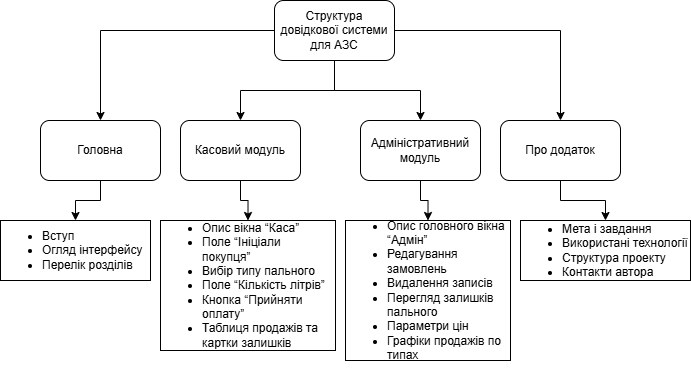 Структура
довідкової системи
для АЗС
Головна
Касовий модуль
Адміністративний
модуль
Про додаток
• Вступ
• Огляд інтерфейсу
• Перелік розділів
• Опис вікна “Каса”
• Поле “Ініціали
покупця”
• Вибір типу пального
• Поле “Кількість літрів”
• Кнопка “Прийняти
оплату”
• Таблиця продажів та
картки залишків
• Опис головного вікна
“Адмін”
• Редагування
замовлень
• Видалення записів
• Перегляд залишків
пального
• Параметри цін
• Графіки продажів по
типах
• Мета і завдання
• Використані технології
• Структура проекту
• Контакти автора